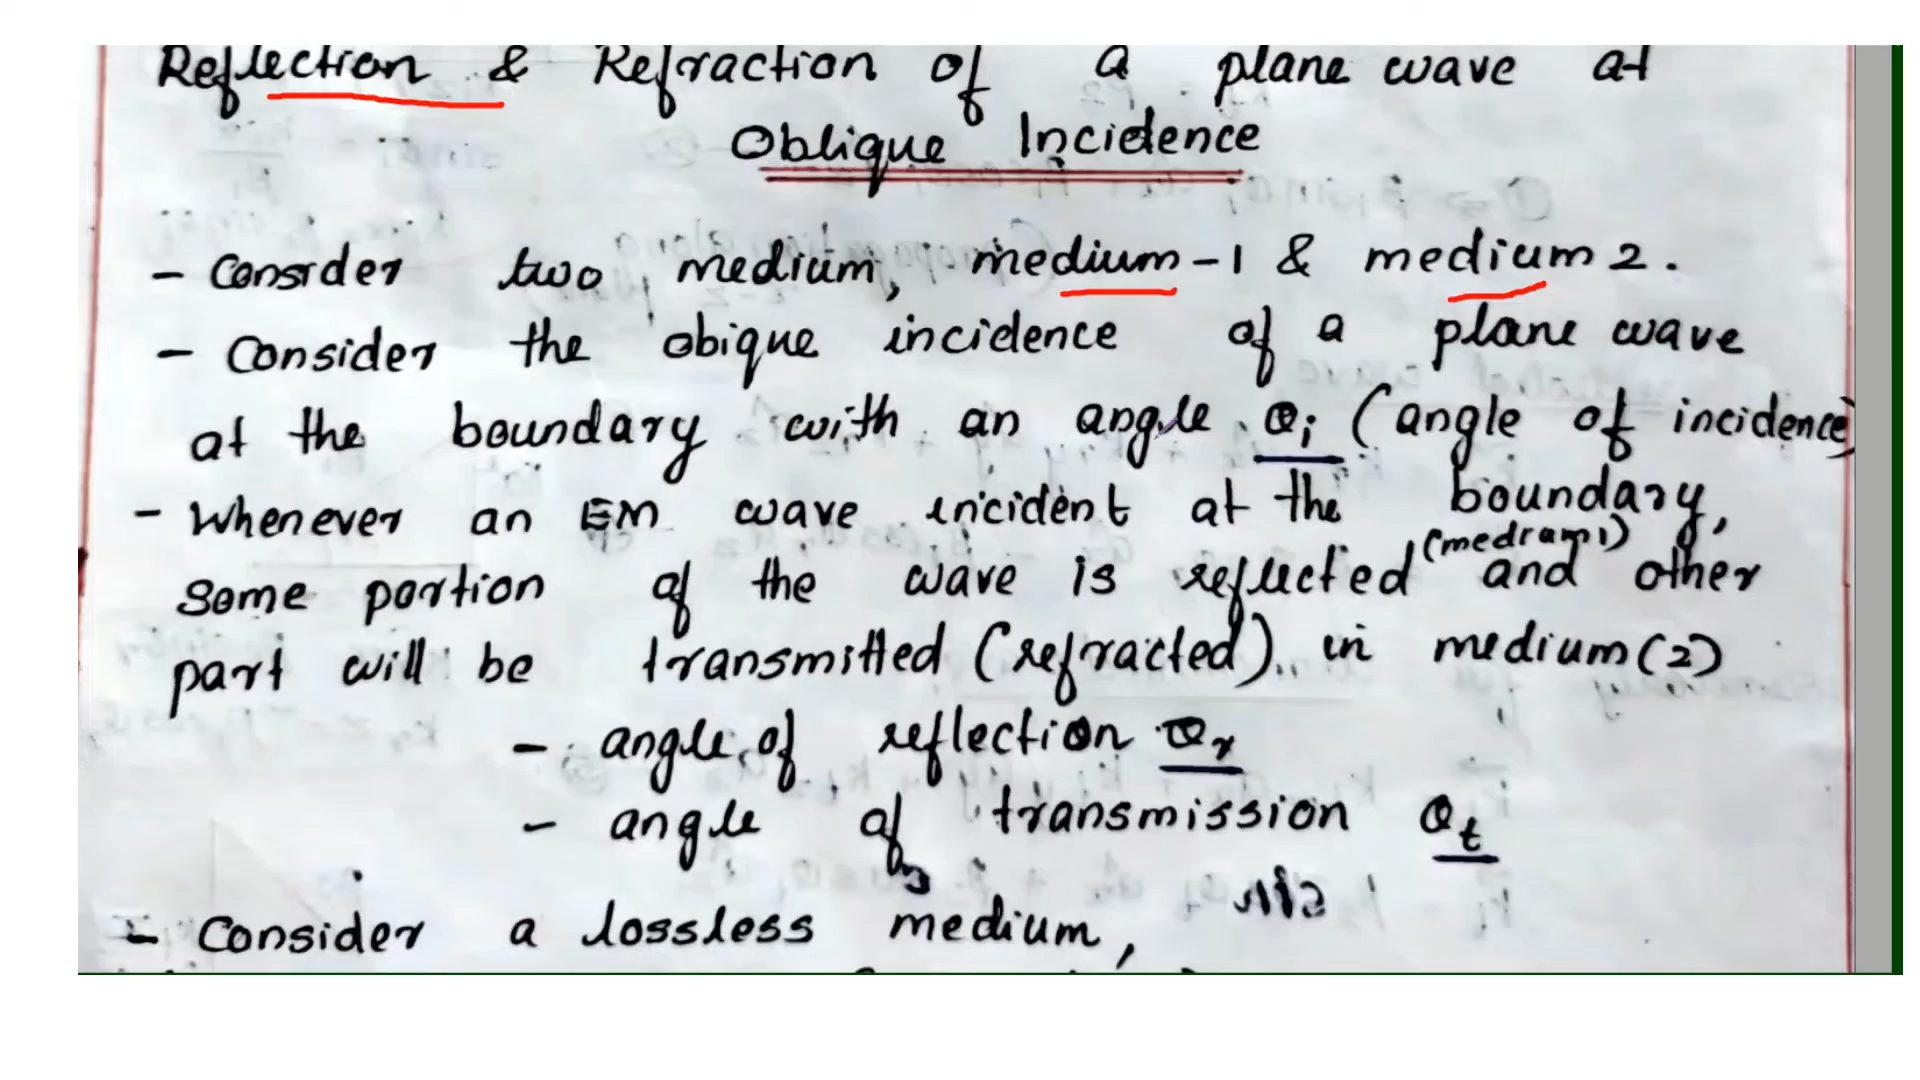 Reflection & Refraction of a plane wave at
Oblique Incidence
- Consider two medium, medium-1 & medium 2.
- Consider the obique incidence of a plane wave
at the boundary with an angle θi (angle of incidence)
- Whenever an EM wave incident at the boundary,
(medium 1)
some portion of the wave is reflected and other
part will be transmitted (refracted) in medium (2)
- angle of reflection θr
- angle of transmission θt
- Consider a lossless medium,